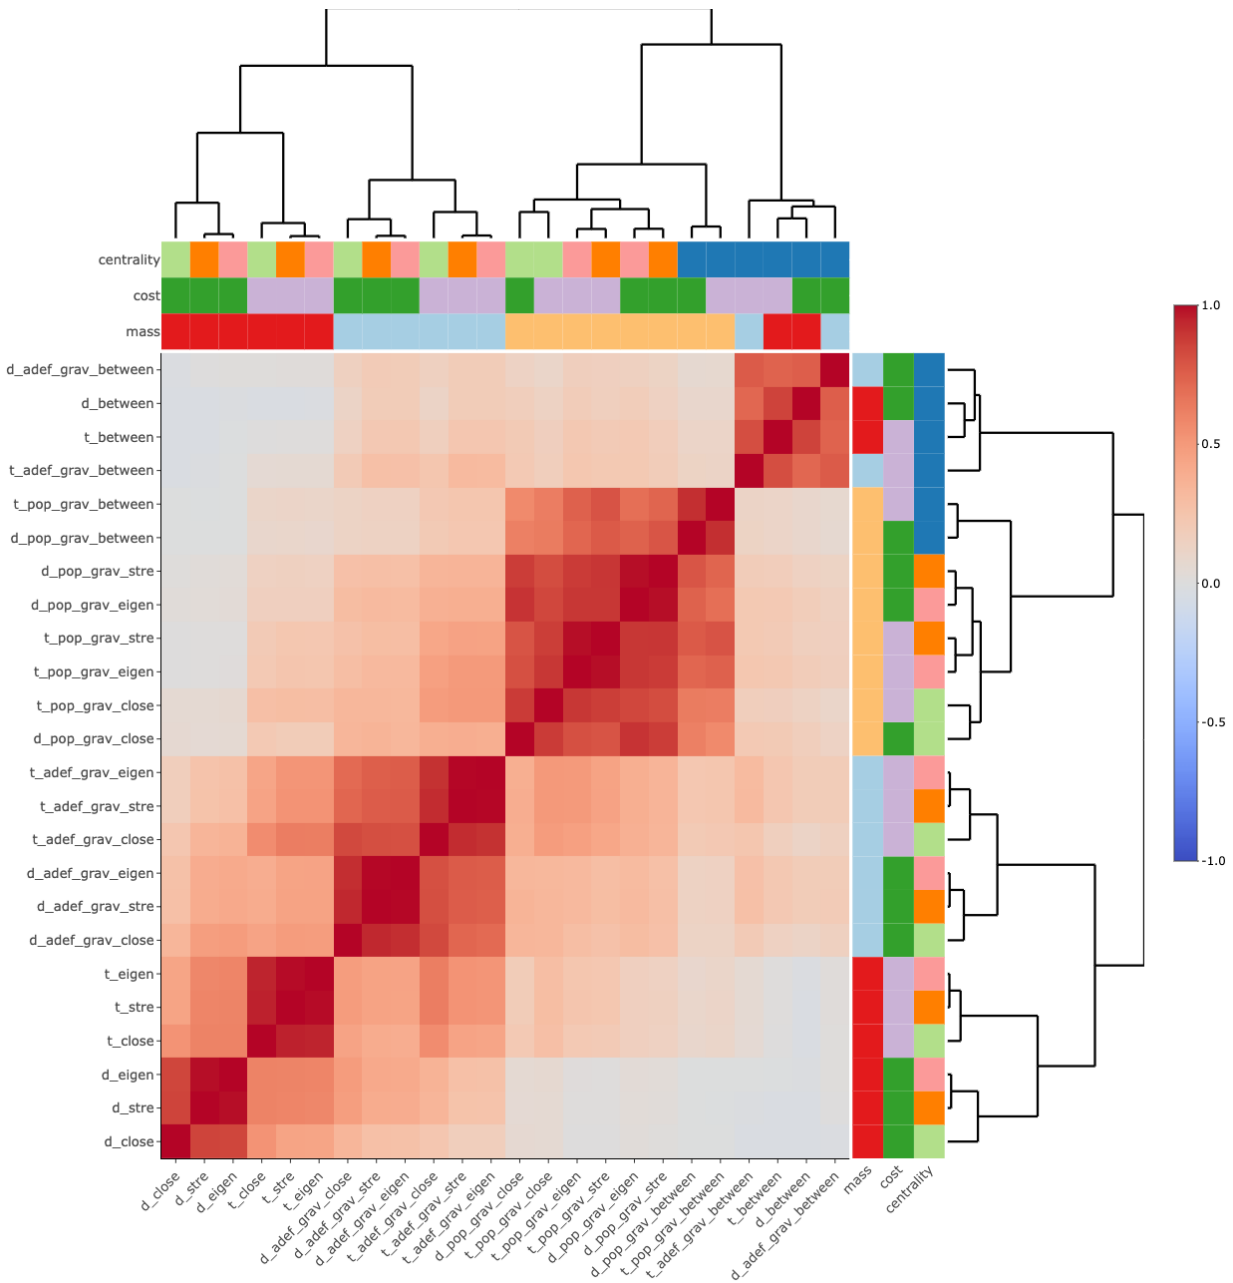 centrality
cost
mass
d_adef_grav_between
d_between
t_between
t_adef_grav_between
t_pop_grav_between
d_pop_grav_between
d_pop_grav_stre
d_pop_grav_eigen
t_pop_grav_stre
t_pop_grav_eigen
t_pop_grav_close
d_pop_grav_close
t_adef_grav_eigen
t_adef_grav_stre
t_adef_grav_close
d_adef_grav_eigen
d_adef_grav_stre
d_adef_grav_close
t_eigen
t_stre
t_close
d_eigen
d_stre
d_close
d_close
d_stre
d_eigen
t_close
t_stre
t_eigen
d_adef_grav_close
d_adef_grav_stre
d_adef_grav_eigen
t_adef_grav_close
t_adef_grav_stre
t_adef_grav_eigen
d_pop_grav_close
t_pop_grav_close
t_pop_grav_eigen
t_pop_grav_stre
d_pop_grav_eigen
d_pop_grav_stre
d_pop_grav_between
t_pop_grav_between
t_adef_grav_between
t_between
d_between
d_adef_grav_between
mass
cost
centrality
1.0
0.5
0.0
-0.5
-1.0